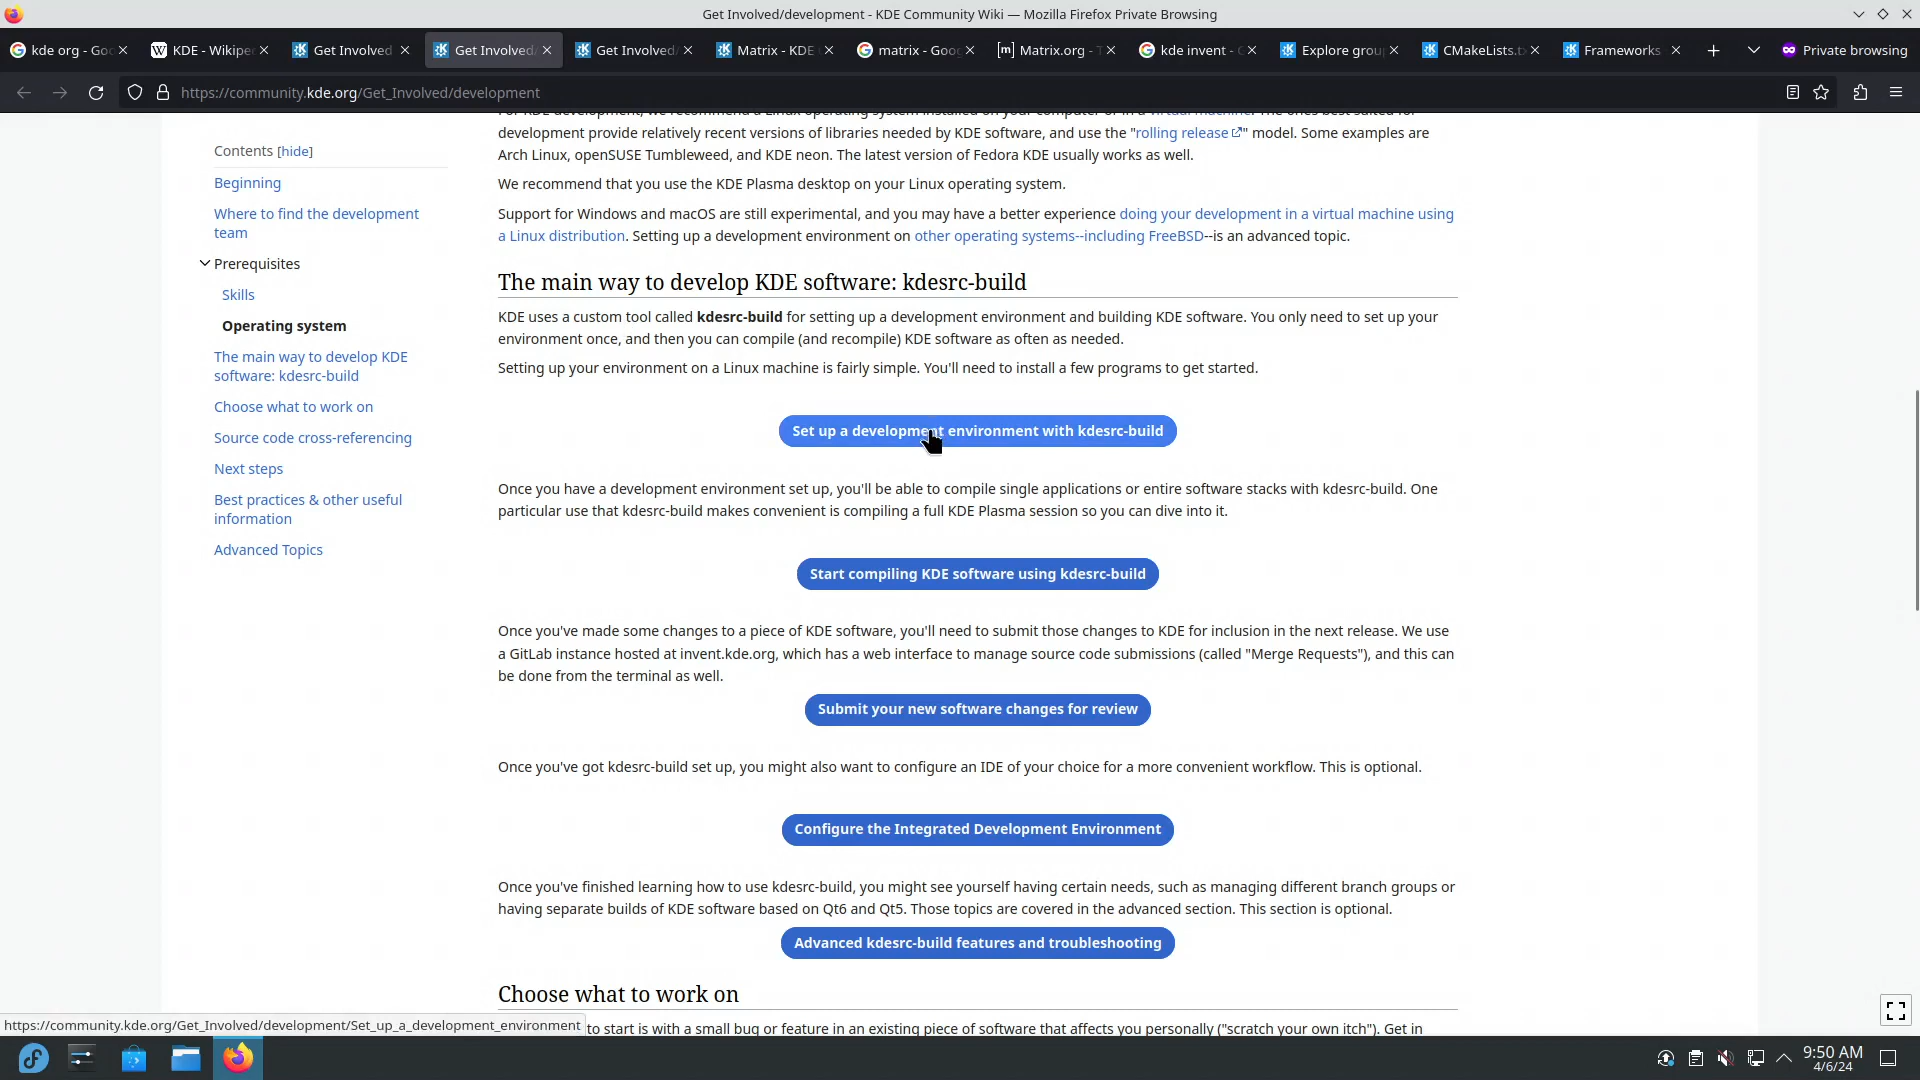 Get Involved/development - KDE Community Wiki — Mozilla Firefox Private Browsing
kde org - Goo
KDE - Wikipe
Get Involved
Get Involved/
Get Involved/
Matrix - KDE
matrix - Goog
[m] Matrix.org - T
kde invent - G
Explore grou
CMakeLists.tx
Frameworks
Private browsing
https://community.kde.org/Get_Involved/development
development provide relatively recent versions of libraries needed by KDE software, and use the "rolling release" model. Some examples are
Arch Linux, openSUSE Tumbleweed, and KDE neon. The latest version of Fedora KDE usually works as well.
We recommend that you use the KDE Plasma desktop on your Linux operating system.
Support for Windows and macOS are still experimental, and you may have a better experience doing your development in a virtual machine using
a Linux distribution. Setting up a development environment on other operating systems--including FreeBSD--is an advanced topic.
Contents [hide]
Beginning
Where to find the development
team
Prerequisites
Skills
Operating system
The main way to develop KDE
software: kdesrc-build
Choose what to work on
Source code cross-referencing
Next steps
Best practices & other useful
information
Advanced Topics
The main way to develop KDE software: kdesrc-build
KDE uses a custom tool called kdesrc-build for setting up a development environment and building KDE software. You only need to set up your
environment once, and then you can compile (and recompile) KDE software as often as needed.
Setting up your environment on a Linux machine is fairly simple. You'll need to install a few programs to get started.
Set up a development environment with kdesrc-build
Once you have a development environment set up, you'll be able to compile single applications or entire software stacks with kdesrc-build. One
particular use that kdesrc-build makes convenient is compiling a full KDE Plasma session so you can dive into it.
Start compiling KDE software using kdesrc-build
Once you've made some changes to a piece of KDE software, you'll need to submit those changes to KDE for inclusion in the next release. We use
a GitLab instance hosted at invent.kde.org, which has a web interface to manage source code submissions (called "Merge Requests"), and this can
be done from the terminal as well.
Submit your new software changes for review
Once you've got kdesrc-build set up, you might also want to configure an IDE of your choice for a more convenient workflow. This is optional.
Configure the Integrated Development Environment
Once you've finished learning how to use kdesrc-build, you might see yourself having certain needs, such as managing different branch groups or
having separate builds of KDE software based on Qt6 and Qt5. Those topics are covered in the advanced section. This section is optional.
Advanced kdesrc-build features and troubleshooting
Choose what to work on
to start is with a small bug or feature in an existing piece of software that affects you personally ("scratch your own itch"). Get in
https://community.kde.org/Get_Involved/development/Set_up_a_development_environment
9:50 AM
4/6/24